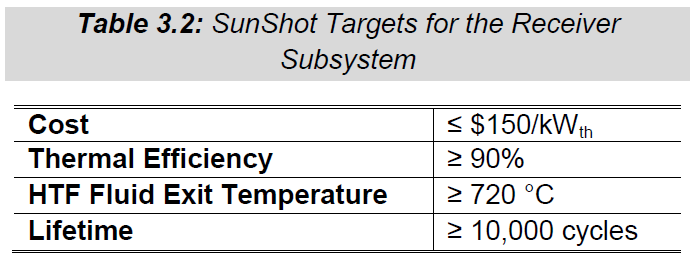 Table 3.2: SunShot Targets for the Receiver
Subsystem
Cost ≤ $150/kWth
Thermal Efficiency ≥ 90%
HTF Fluid Exit Temperature ≥ 720 °C
Lifetime ≥ 10,000 cycles